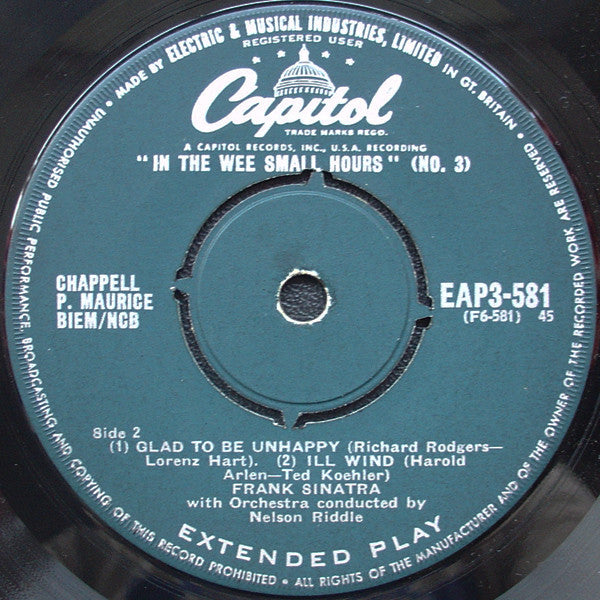 MADE BY ELECTRIC & MUSICAL INDUSTRIES, LIMITED IN GT. BRITAIN •
REGISTERED USER
Capitol
TRADE MARKS REGD.
A CAPITOL RECORDS, INC., U.S.A. RECORDING
"IN THE WEE SMALL HOURS" (NO. 3)
CHAPPELL
P. MAURICE
BIEM/NCB
EAP3-581
(F6-581) 45
Side 2
(1) GLAD TO BE UNHAPPY (Richard Rodgers—
Lorenz Hart). (2) ILL WIND (Harold
Arlen—Ted Koehler)
FRANK SINATRA
with Orchestra conducted by
Nelson Riddle
EXTENDED PLAY
UNAUTHORISED PUBLIC PERFORMANCE, BROADCASTING AND COPYING OF THIS RECORD PROHIBITED • ALL RIGHTS OF THE MANUFACTURER AND OF THE OWNER OF THE RECORDED WORK ARE RESERVED •